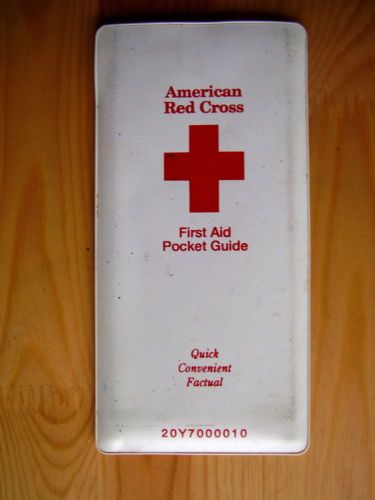 American
Red Cross
First Aid
Pocket Guide
Quick
Convenient
Factual
20Y7000010